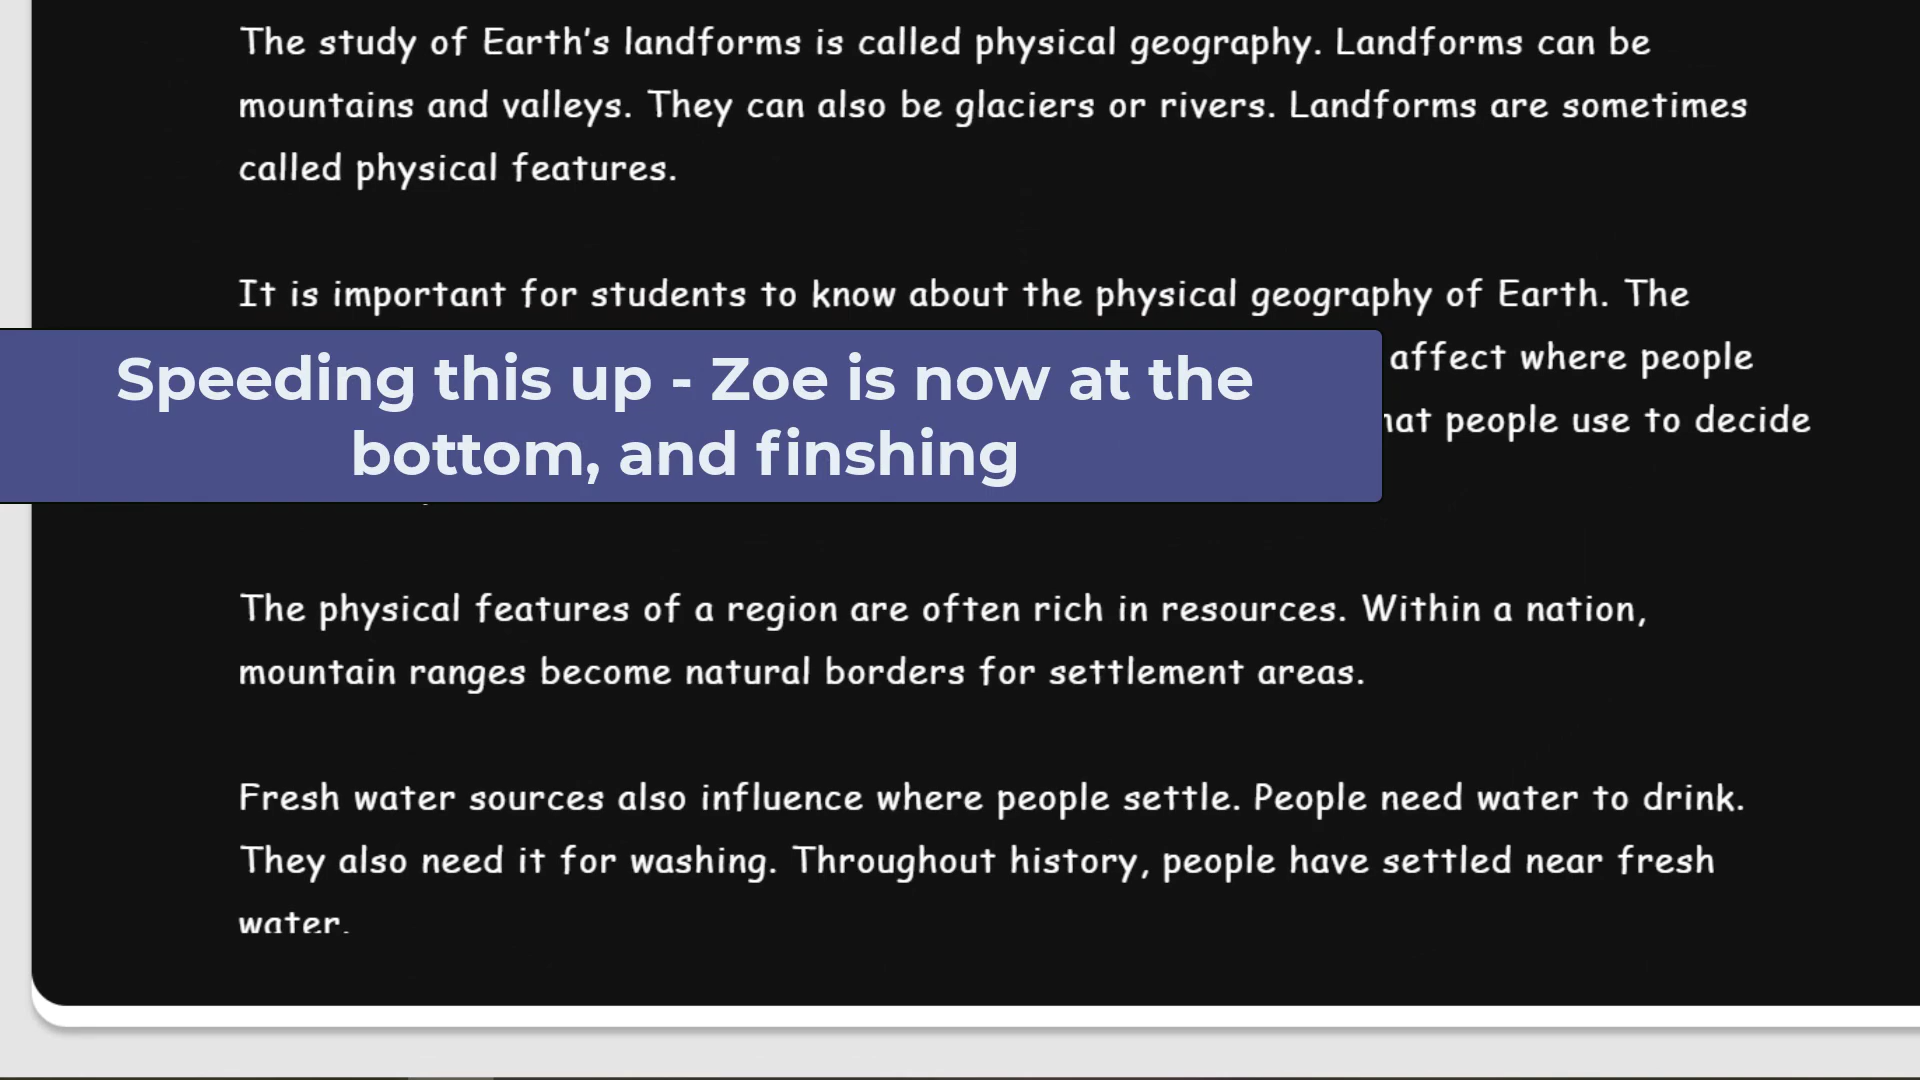 The study of Earth's landforms is called physical geography. Landforms can be
mountains and valleys. They can also be glaciers or rivers. Landforms are sometimes
called physical features.
It is important for students to know about the physical geography of Earth. The
affect where people
people use to decide
Speeding this up - Zoe is now at the
bottom, and finshing
The physical features of a region are often rich in resources. Within a nation,
mountain ranges become natural borders for settlement areas.
Fresh water sources also influence where people settle. People need water to drink.
They also need it for washing. Throughout history, people have settled near fresh
water.